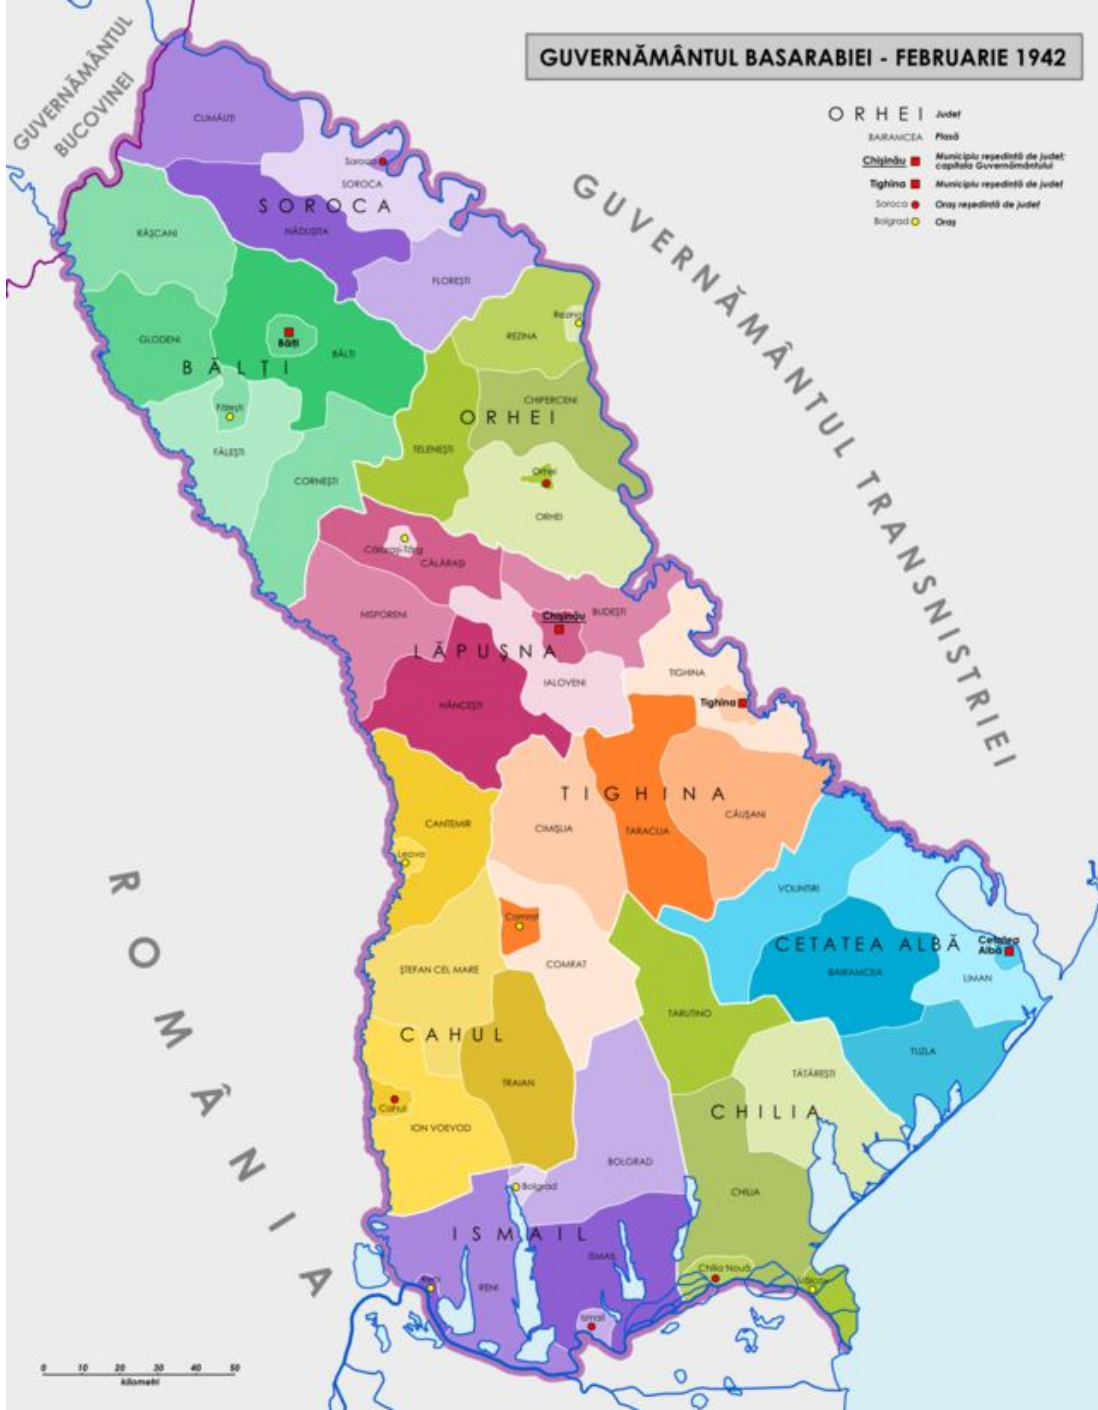 GUVERNĂMÂNTUL
BUCOVINEI
GUVERNĂMÂNTUL BASARABIEI - FEBRUARIE 1942
ORHEI Județ
BAIRAMCEA Plasă
Chișinău Municipiu reședință de județ;
capitala Guvernământului
Tighina Municipiu reședință de județ
Soroca Oraș reședință de județ
Bolgrad Oraș
GUVERNĂMÂNTUL TRANSNISTRIEI
ROMÂNIA
CUMĂUȚI
Soroca
SOROCA
SOROCA
NĂDUȘITA
RÂȘCANI
FLOREȘTI
Rezina
REZINA
GLODENI
Bălți
BĂLȚI
BĂLȚI
CHIPERCENI
Fălești
ORHEI
FĂLEȘTI
TELENEȘTI
CORNEȘTI
Orhei
ORHEI
Călărași-Târg
CĂLĂRAȘI
NISPORENI
Chișinău
BUDEȘTI
LĂPUȘNA
IALOVENI
TIGHINA
HÂNCEȘTI
Tighina
TIGHINA
CANTEMIR
CIMȘLIA
TARACLIA
CĂUȘANI
Leova
VOLINTIRI
Comrat
CETATEA ALBĂ
Cetatea
Albă
ȘTEFAN CEL MARE
COMRAT
BAIRAMCEA
LIMAN
TARUTINO
CAHUL
TUZLA
TRAIAN
TĂTĂREȘTI
Cahul
CHILIA
ION VOEVOD
BOLGRAD
Bolgrad
CHILIA
ISMAIL
ISMAIL
Chilia Nouă
Reni
RENI
Vâlcov
Ismail
0 10 20 30 40 50
kilometri